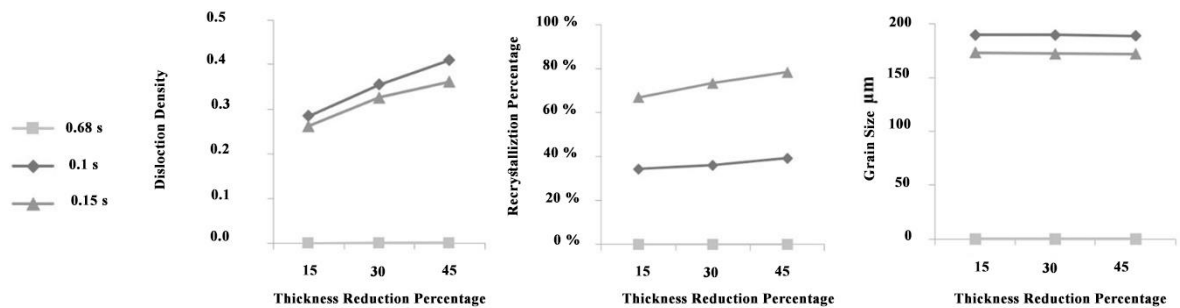 0.68 s
0.1 s
0.15 s
Disloction Density
0.5
0.4
0.3
0.2
0.1
0.0
15 30 45
Thickness Reduction Percentage
Recrystalliztion Percentage
100 %
80 %
60 %
40 %
20 %
0 %
15 30 45
Thickness Reduction Percentage
Grain Size μm
200
150
100
50
0
15 30 45
Thickness Reduction Percentage